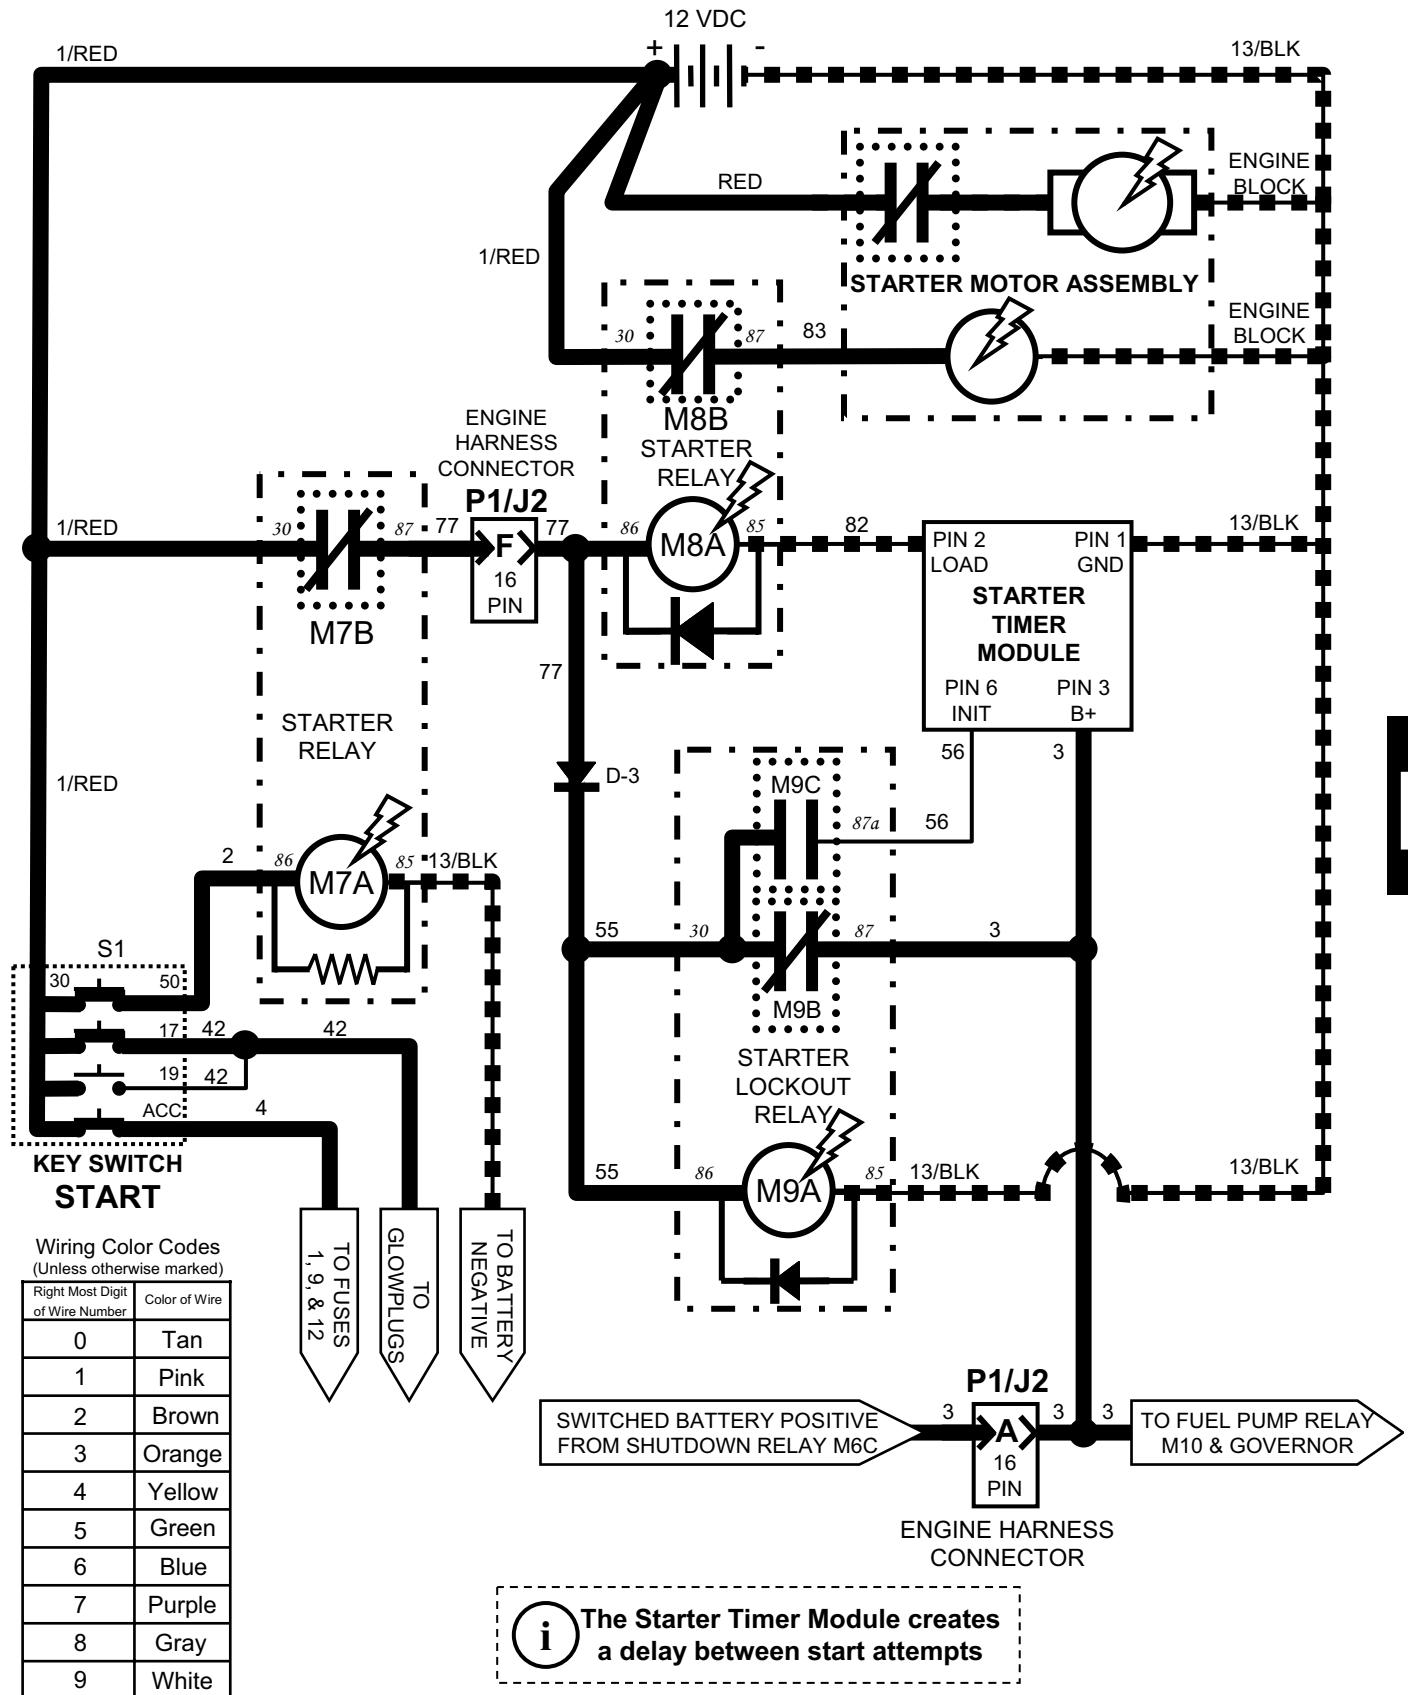 12 VDC
+ -
1/RED
13/BLK
RED
ENGINE
BLOCK
1/RED
STARTER MOTOR ASSEMBLY
ENGINE
BLOCK
30
87
83
M8B
STARTER
RELAY
ENGINE
HARNESS
CONNECTOR
P1/J2
1/RED
30
87
77
F
16
PIN
77
86
M8A
85
82
PIN 2
LOAD
PIN 1
GND
13/BLK
STARTER
TIMER
MODULE
PIN 6
INIT
PIN 3
B+
M7B
77
STARTER
RELAY
56
3
1/RED
D-3
M9C
87a
56
2
86
M7A
85
13/BLK
55
30
87
3
M9B
S1
30
50
17
42
42
19
42
ACC
4
KEY SWITCH
START
STARTER
LOCKOUT
RELAY
55
86
M9A
85
13/BLK
13/BLK
TO FUSES
1, 9, & 12
TO
GLOWPLUGS
TO BATTERY
NEGATIVE
Wiring Color Codes
(Unless otherwise marked)
Right Most Digit
of Wire Number
Color of Wire
0 Tan
1 Pink
2 Brown
3 Orange
4 Yellow
5 Green
6 Blue
7 Purple
8 Gray
9 White
P1/J2
SWITCHED BATTERY POSITIVE
FROM SHUTDOWN RELAY M6C
3
A
16
PIN
3
3
TO FUEL PUMP RELAY
M10 & GOVERNOR
ENGINE HARNESS
CONNECTOR
i
The Starter Timer Module creates
a delay between start attempts